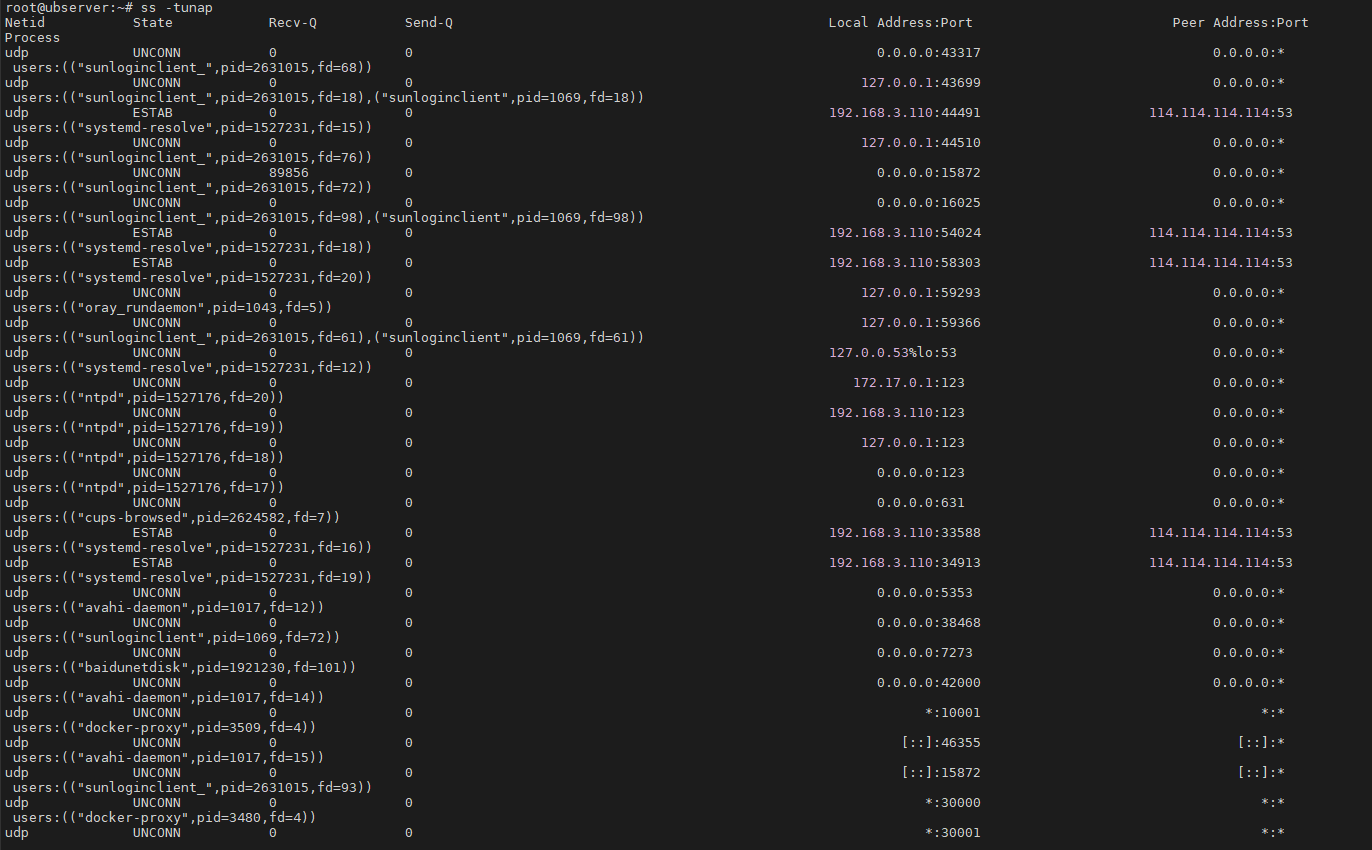 root@ubserver:~# ss -tunap
Netid State Recv-Q Send-Q Local Address:Port Peer Address:Port
Process
udp UNCONN 0 0 0.0.0.0:43317 0.0.0.0:*
users:(("sunloginclient_",pid=2631015,fd=68))
udp UNCONN 0 0 127.0.0.1:43699 0.0.0.0:*
users:(("sunloginclient_",pid=2631015,fd=18),("sunloginclient",pid=1069,fd=18))
udp ESTAB 0 0 192.168.3.110:44491 114.114.114.114:53
users:(("systemd-resolve",pid=1527231,fd=15))
udp UNCONN 0 0 127.0.0.1:44510 0.0.0.0:*
users:(("sunloginclient_",pid=2631015,fd=76))
udp UNCONN 89856 0 0.0.0.0:15872 0.0.0.0:*
users:(("sunloginclient_",pid=2631015,fd=72))
udp UNCONN 0 0 0.0.0.0:16025 0.0.0.0:*
users:(("sunloginclient_",pid=2631015,fd=98),("sunloginclient",pid=1069,fd=98))
udp ESTAB 0 0 192.168.3.110:54024 114.114.114.114:53
users:(("systemd-resolve",pid=1527231,fd=18))
udp ESTAB 0 0 192.168.3.110:58303 114.114.114.114:53
users:(("systemd-resolve",pid=1527231,fd=20))
udp UNCONN 0 0 127.0.0.1:59293 0.0.0.0:*
users:(("oray_rundaemon",pid=1043,fd=5))
udp UNCONN 0 0 127.0.0.1:59366 0.0.0.0:*
users:(("sunloginclient_",pid=2631015,fd=61),("sunloginclient",pid=1069,fd=61))
udp UNCONN 0 0 127.0.0.53%lo:53 0.0.0.0:*
users:(("systemd-resolve",pid=1527231,fd=12))
udp UNCONN 0 0 172.17.0.1:123 0.0.0.0:*
users:(("ntpd",pid=1527176,fd=20))
udp UNCONN 0 0 192.168.3.110:123 0.0.0.0:*
users:(("ntpd",pid=1527176,fd=19))
udp UNCONN 0 0 127.0.0.1:123 0.0.0.0:*
users:(("ntpd",pid=1527176,fd=18))
udp UNCONN 0 0 0.0.0.0:123 0.0.0.0:*
users:(("ntpd",pid=1527176,fd=17))
udp UNCONN 0 0 0.0.0.0:631 0.0.0.0:*
users:(("cups-browsed",pid=2624582,fd=7))
udp ESTAB 0 0 192.168.3.110:33588 114.114.114.114:53
users:(("systemd-resolve",pid=1527231,fd=16))
udp ESTAB 0 0 192.168.3.110:34913 114.114.114.114:53
users:(("systemd-resolve",pid=1527231,fd=19))
udp UNCONN 0 0 0.0.0.0:5353 0.0.0.0:*
users:(("avahi-daemon",pid=1017,fd=12))
udp UNCONN 0 0 0.0.0.0:38468 0.0.0.0:*
users:(("sunloginclient",pid=1069,fd=72))
udp UNCONN 0 0 0.0.0.0:7273 0.0.0.0:*
users:(("baidunetdisk",pid=1921230,fd=101))
udp UNCONN 0 0 0.0.0.0:42000 0.0.0.0:*
users:(("avahi-daemon",pid=1017,fd=14))
udp UNCONN 0 0 *:10001 *:*
users:(("docker-proxy",pid=3509,fd=4))
udp UNCONN 0 0 [::]:46355 [::]:*
users:(("avahi-daemon",pid=1017,fd=15))
udp UNCONN 0 0 [::]:15872 [::]:*
users:(("sunloginclient_",pid=2631015,fd=93))
udp UNCONN 0 0 *:30000 *:*
users:(("docker-proxy",pid=3480,fd=4))
udp UNCONN 0 0 *:30001 *:*